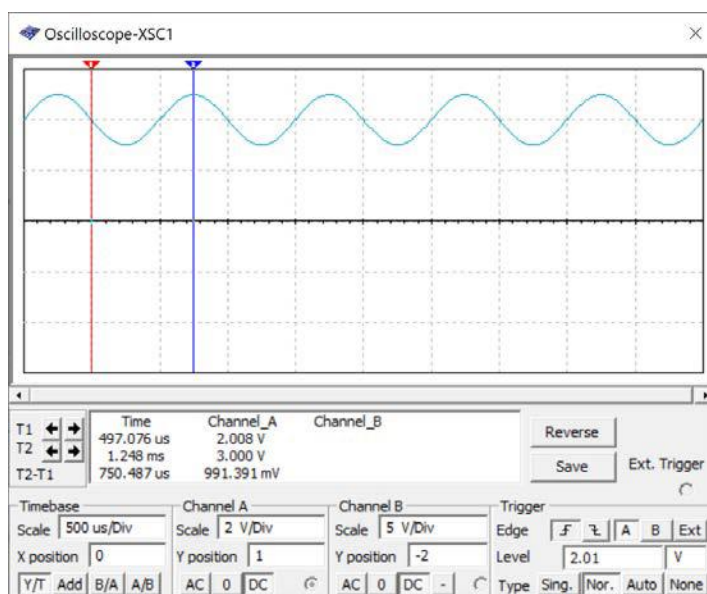 Oscilloscope-XSC1
1 2
Time Channel_A Channel_B
T1 497.076 us 2.008 V
T2 1.248 ms 3.000 V
T2-T1 750.487 us 991.391 mV
Reverse
Save
Ext. Trigger
Timebase
Scale 500 us/Div
X position 0
Y/T Add B/A A/B
Channel A
Scale 2 V/Div
Y position 1
AC 0 DC
Channel B
Scale 5 V/Div
Y position -2
AC 0 DC -
Trigger
Edge A B Ext
Level 2.01 V
Type Sing. Nor. Auto None